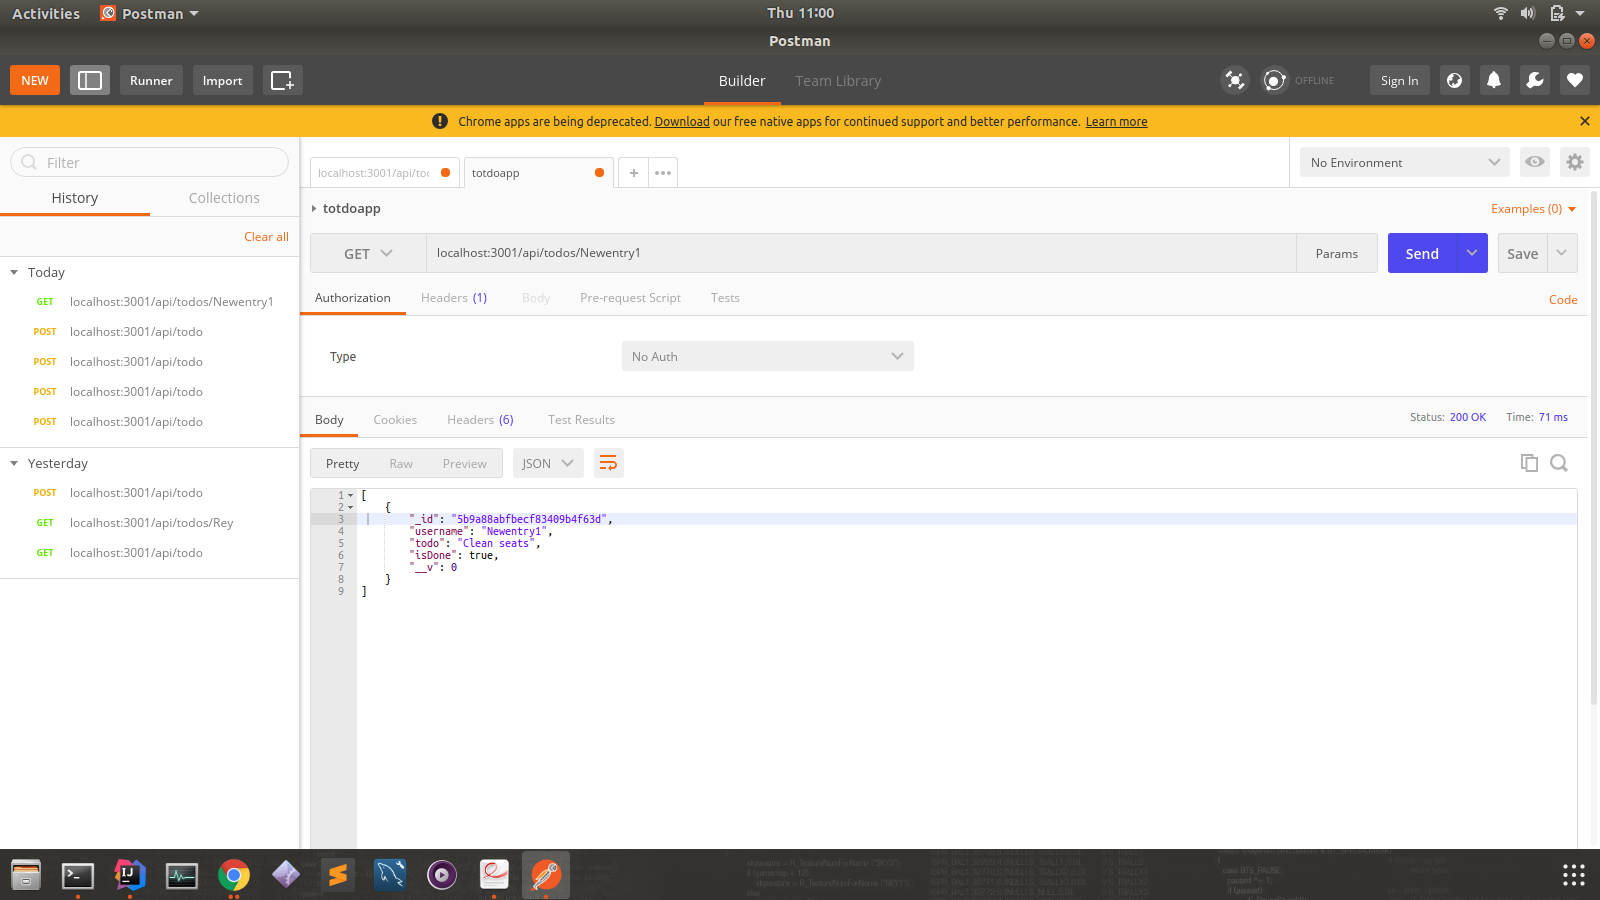 Activities Postman Thu 11:00
Postman
NEW Runner Import Builder Team Library OFFLINE Sign In
Chrome apps are being deprecated. Download our free native apps for continued support and better performance. Learn more
Filter
History Collections
Clear all
Today
GET localhost:3001/api/todos/Newentry1
POST localhost:3001/api/todo
POST localhost:3001/api/todo
POST localhost:3001/api/todo
POST localhost:3001/api/todo
Yesterday
POST localhost:3001/api/todo
GET localhost:3001/api/todos/Rey
GET localhost:3001/api/todo
localhost:3001/api/to totdoapp + ••• No Environment
totdoapp Examples (0)
GET localhost:3001/api/todos/Newentry1 Params Send Save
Authorization Headers (1) Body Pre-request Script Tests Code
Type No Auth
Body Cookies Headers (6) Test Results Status: 200 OK Time: 71 ms
Pretty Raw Preview JSON
1 [
2 {
3 "_id": "5b9a88abfbecf83409b4f63d",
4 "username": "Newentry1",
5 "todo": "Clean seats",
6 "isDone": true,
7 "__v": 0
8 }
9 ]